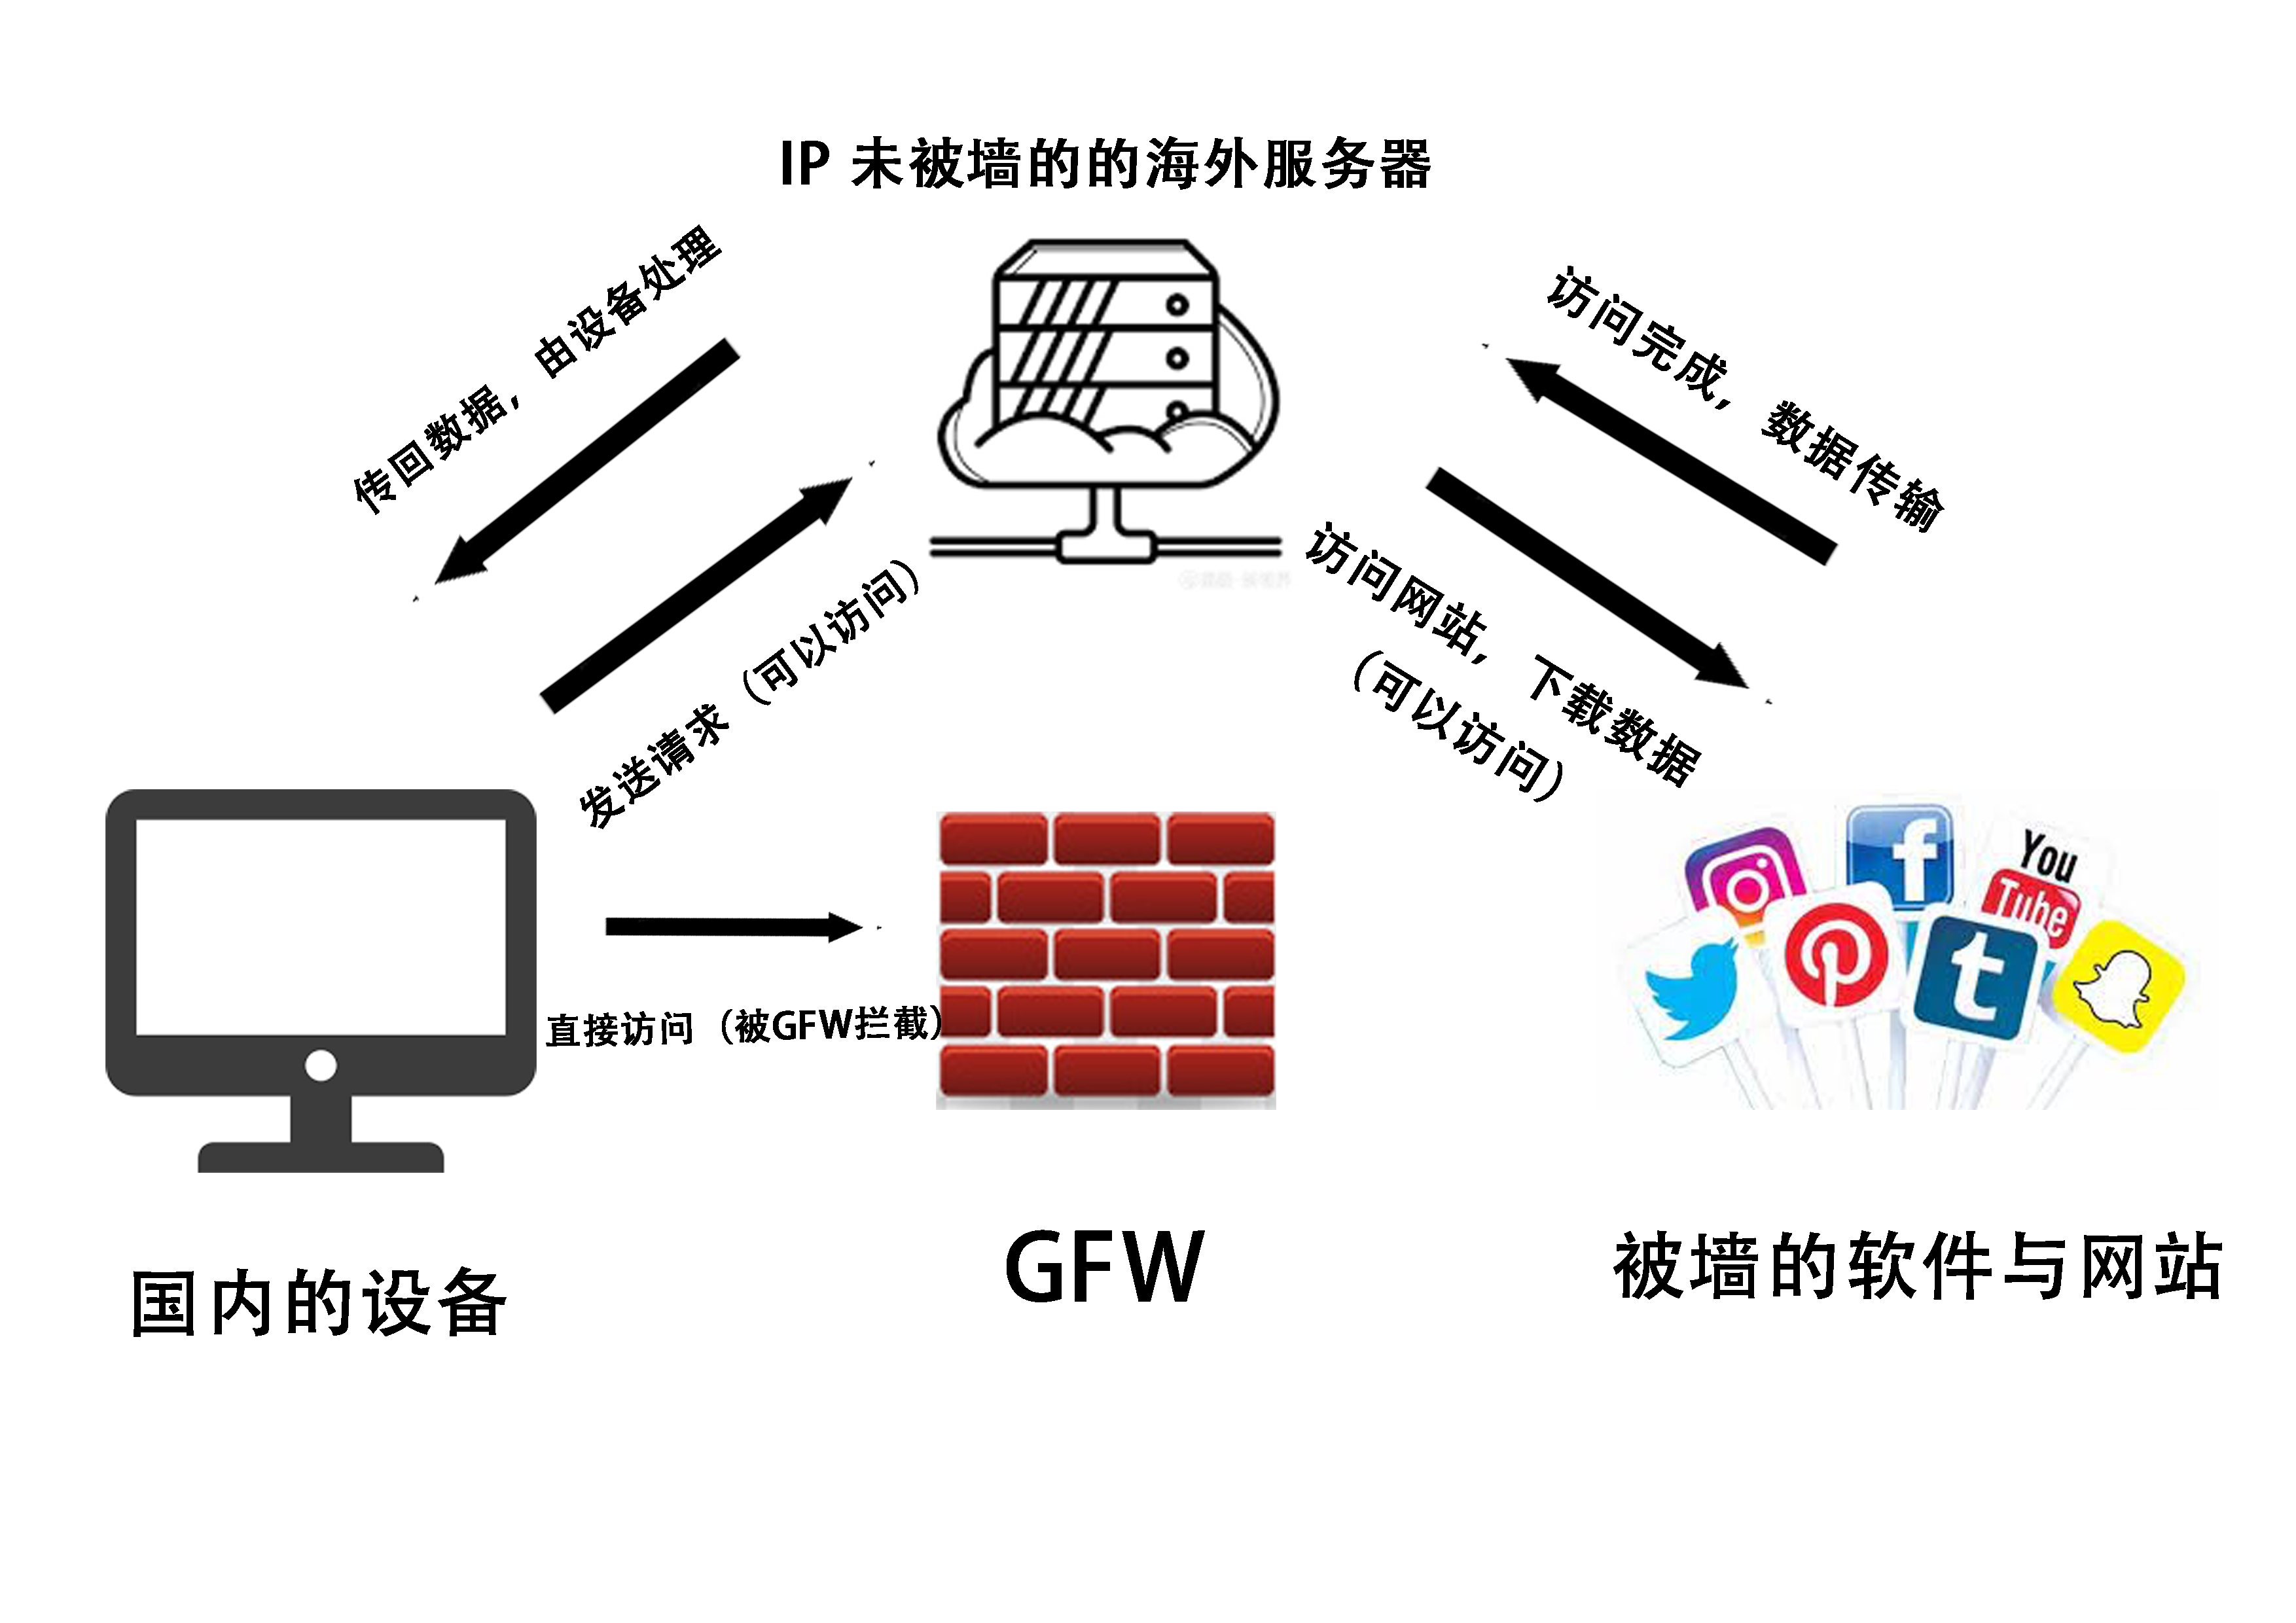 IP 未被墙的的海外服务器
传回数据，由设备处理
发送请求（可以访问）
访问完成，数据传输
访问网站，下载数据
（可以访问）
直接访问（被GFW拦截）
You
Tube
国内的设备
GFW
被墙的软件与网站